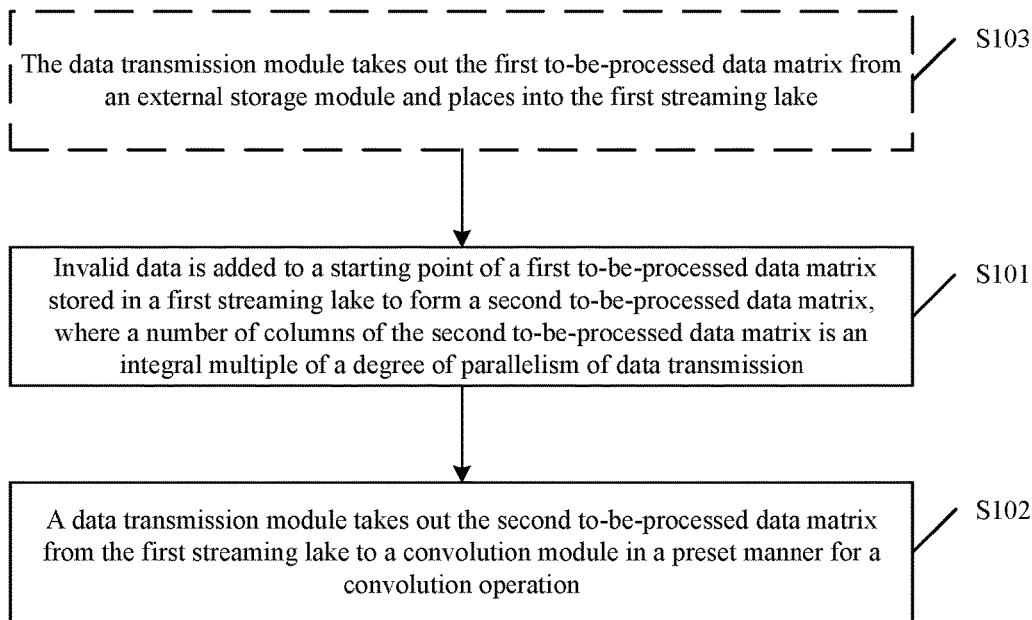 S103
The data transmission module takes out the first to-be-processed data matrix from
an external storage module and places into the first streaming lake
S101
Invalid data is added to a starting point of a first to-be-processed data matrix
stored in a first streaming lake to form a second to-be-processed data matrix,
where a number of columns of the second to-be-processed data matrix is an
integral multiple of a degree of parallelism of data transmission
S102
A data transmission module takes out the second to-be-processed data matrix
from the first streaming lake to a convolution module in a preset manner for a
convolution operation